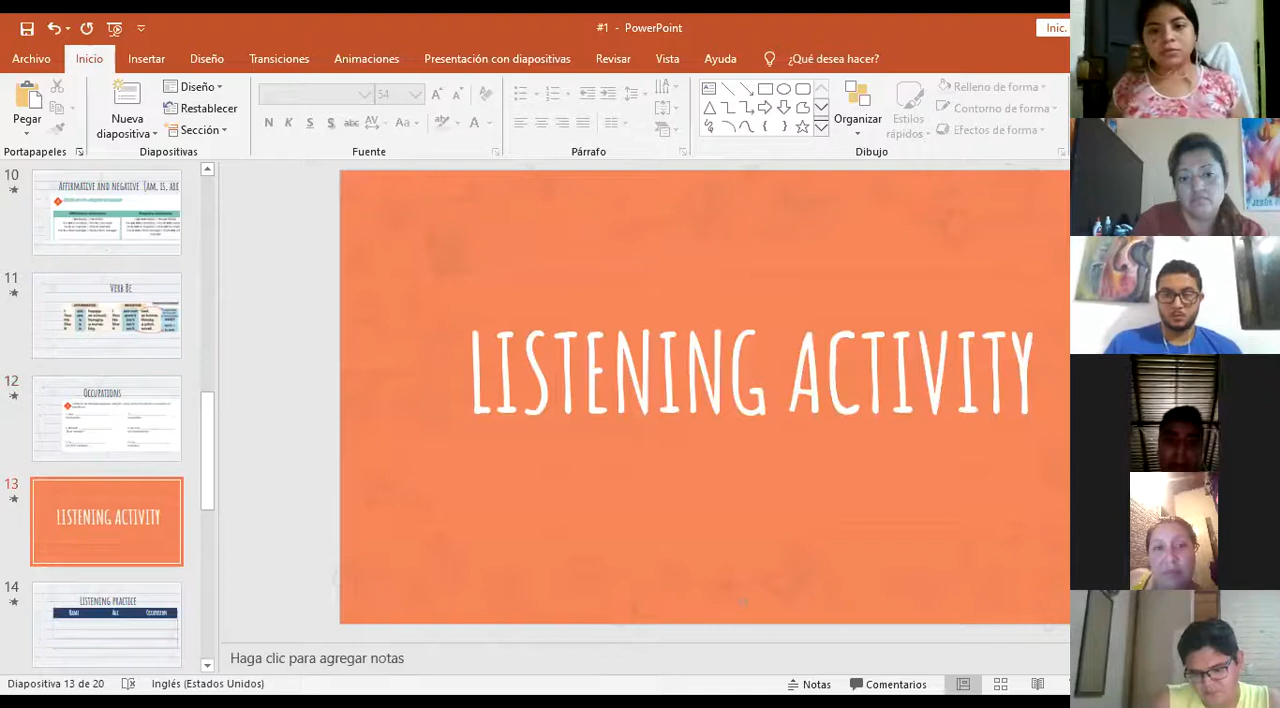 #1 - PowerPoint
Inic.
Archivo
Inicio
Insertar
Diseño
Transiciones
Animaciones
Presentación con diapositivas
Revisar
Vista
Ayuda
¿Qué desea hacer?
Pegar
Nueva
diapositiva
Diseño
Restablecer
Sección
54
N K S S abc AV Aa A
Organizar
Estilos
rápidos
Relleno de forma
Contorno de forma
Efectos de forma
Portapapeles
Diapositivas
Fuente
Párrafo
Dibujo
10
Affirmative and negative (am, is, are
11
Verb Be
12
Occupations
13
LISTENING ACTIVITY
14
Listening practice
Name Age Occupation
LISTENING ACTIVITY
Haga clic para agregar notas
Diapositiva 13 de 20
Inglés (Estados Unidos)
Notas
Comentarios
JESÚS